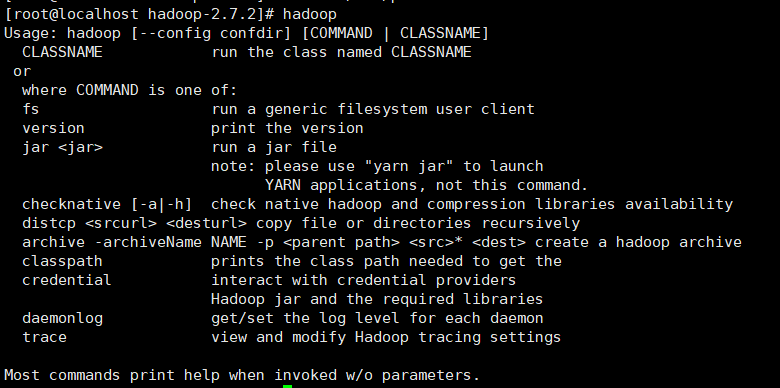 [root@localhost hadoop-2.7.2]# hadoop
Usage: hadoop [--config confdir] [COMMAND | CLASSNAME]
  CLASSNAME            run the class named CLASSNAME
 or
  where COMMAND is one of:
  fs                   run a generic filesystem user client
  version              print the version
  jar <jar>            run a jar file
                       note: please use "yarn jar" to launch
                             YARN applications, not this command.
  checknative [-a|-h]  check native hadoop and compression libraries availability
  distcp <srcurl> <desturl> copy file or directories recursively
  archive -archiveName NAME -p <parent path> <src>* <dest> create a hadoop archive
  classpath            prints the class path needed to get the
  credential           interact with credential providers
                       Hadoop jar and the required libraries
  daemonlog            get/set the log level for each daemon
  trace                view and modify Hadoop tracing settings

Most commands print help when invoked w/o parameters.